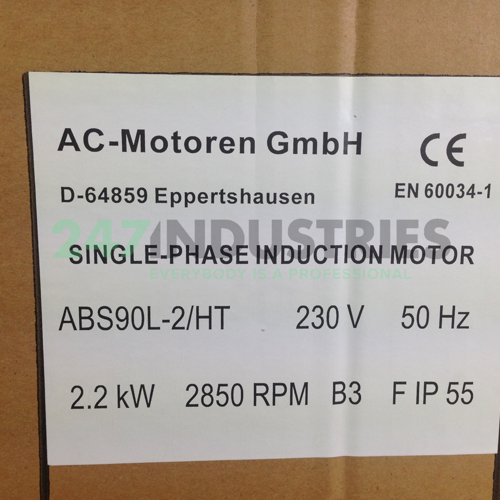 AC-Motoren GmbH CE
D-64859 Eppertshausen EN 60034-1
247INDUSTRIES
SINGLE-PHASE INDUCTION MOTOR
EVERYBODY IS A PROFESSIONAL
ABS90L-2/HT 230 V 50 Hz
2.2 kW 2850 RPM B3 F IP 55